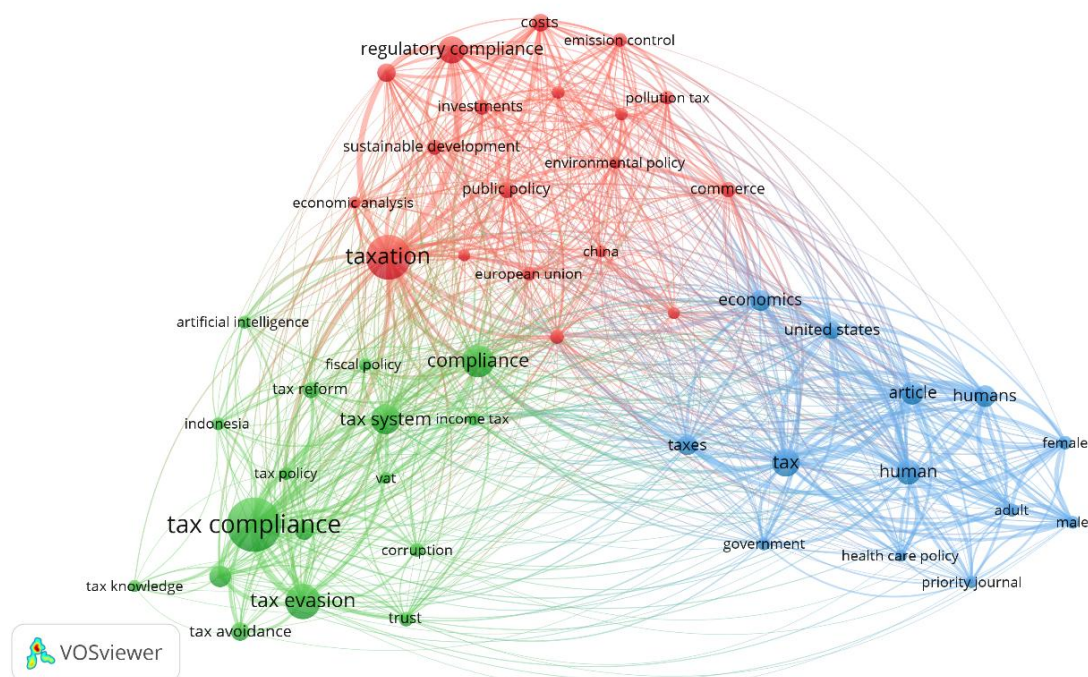 costs
emission control
regulatory compliance
pollution tax
investments
sustainable development
environmental policy
public policy
commerce
economic analysis
taxation
china
european union
economics
artificial intelligence
united states
compliance
fiscal policy
tax reform
article
humans
tax system
income tax
indonesia
taxes
female
tax
human
tax policy
vat
adult
male
tax compliance
government
corruption
health care policy
priority journal
tax knowledge
tax evasion
trust
tax avoidance
VOSviewer